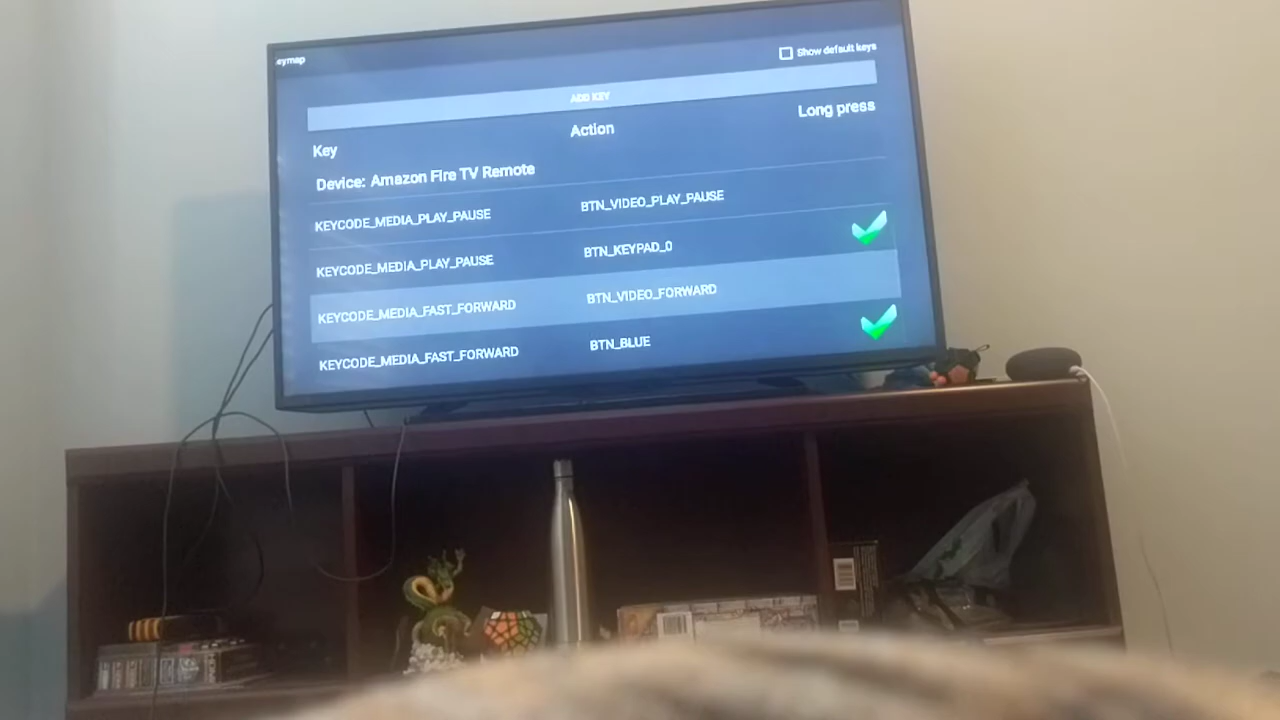 eymap
Show default keys
ADD KEY
Key Action Long press
Device: Amazon Fire TV Remote
KEYCODE_MEDIA_PLAY_PAUSE BTN_VIDEO_PLAY_PAUSE
KEYCODE_MEDIA_PLAY_PAUSE BTN_KEYPAD_0
KEYCODE_MEDIA_FAST_FORWARD BTN_VIDEO_FORWARD
KEYCODE_MEDIA_FAST_FORWARD BTN_BLUE